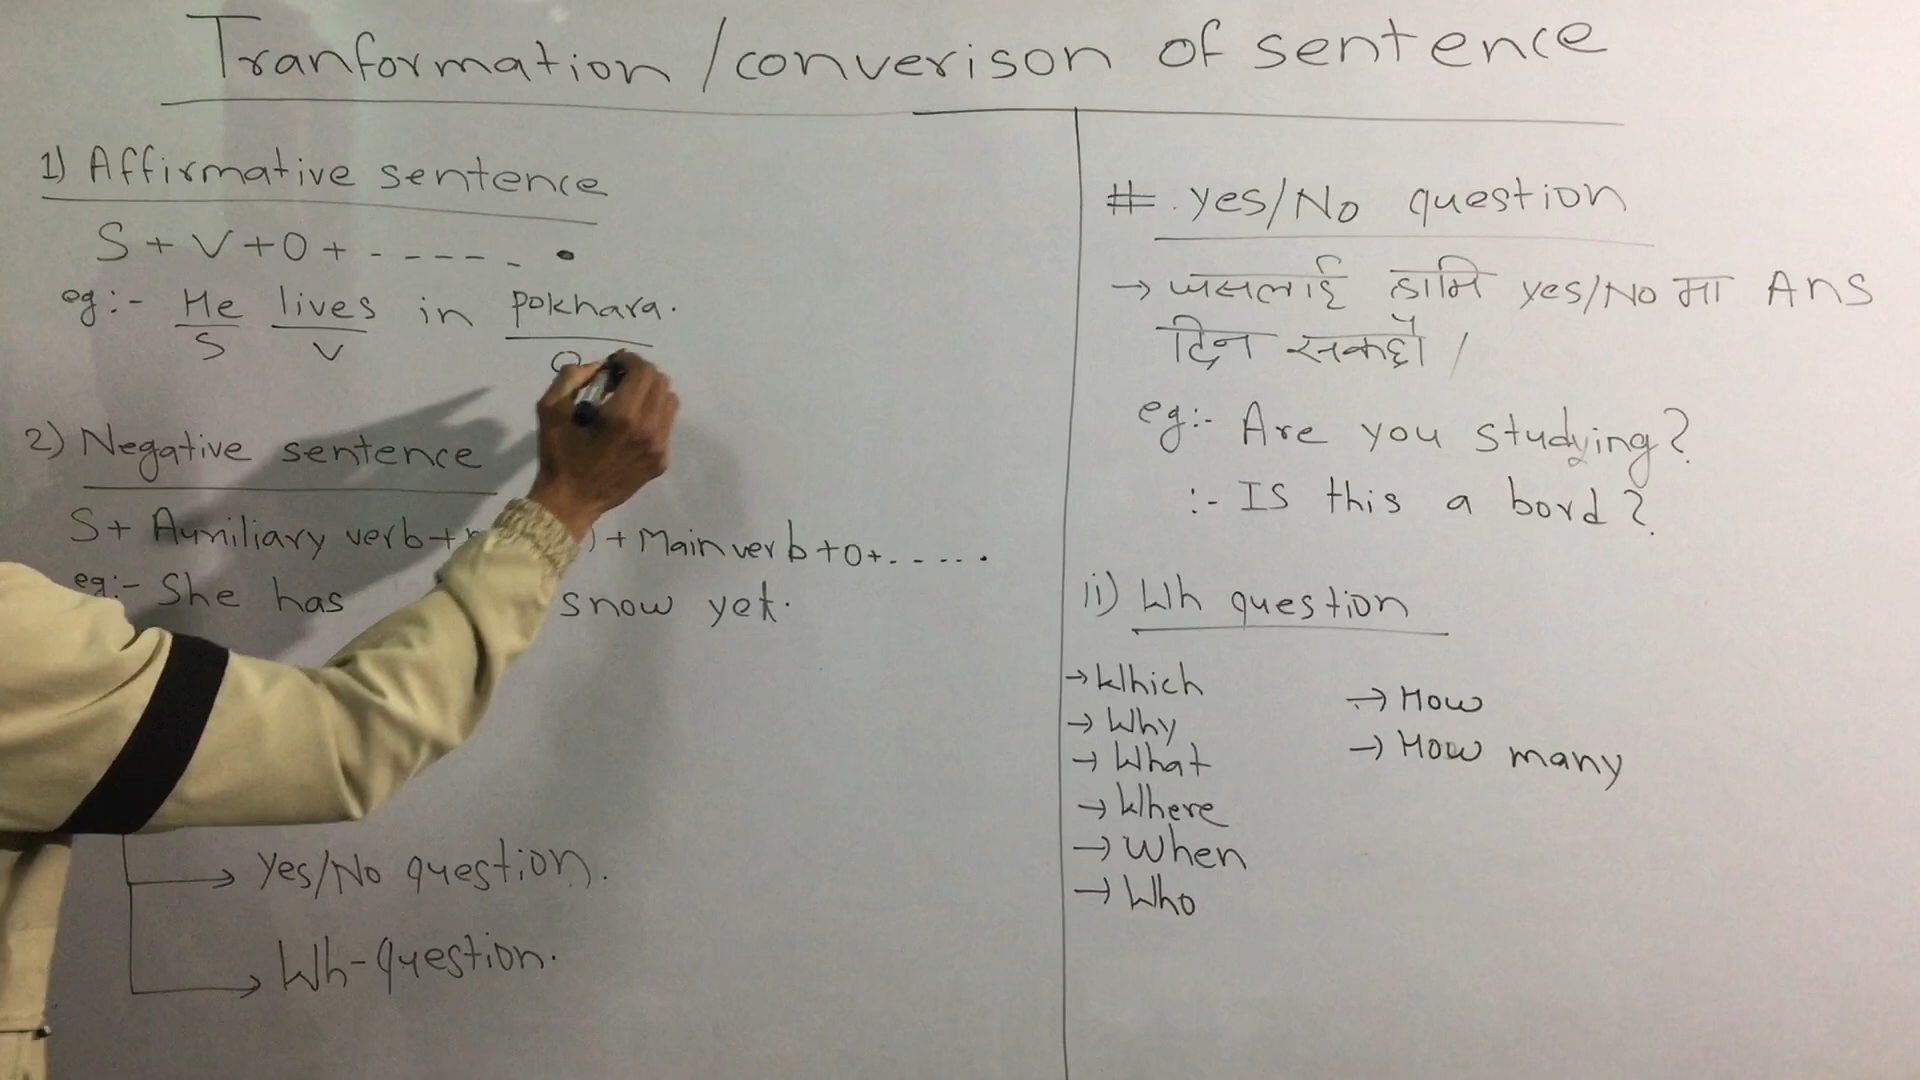 Tranformation/converison of sentence
1) Affirmative sentence
S + V + O + - - - - - .
eg:- He lives in pokhara.
S V O
2) Negative sentence
S + Auxiliary verb + + Main verb + O + - - - - - .
eg:- She has snow yet.
→ Yes/No question.
→ Wh-question.
# Yes/No question
→ जसलाई हामि yes/No मा Ans
दिन सक्छौ ।
eg:- Are you studying?
:- Is this a bord?
ii) Wh question
→ Which
→ Why
→ What
→ Where
→ When
→ Who
→ How
→ How many